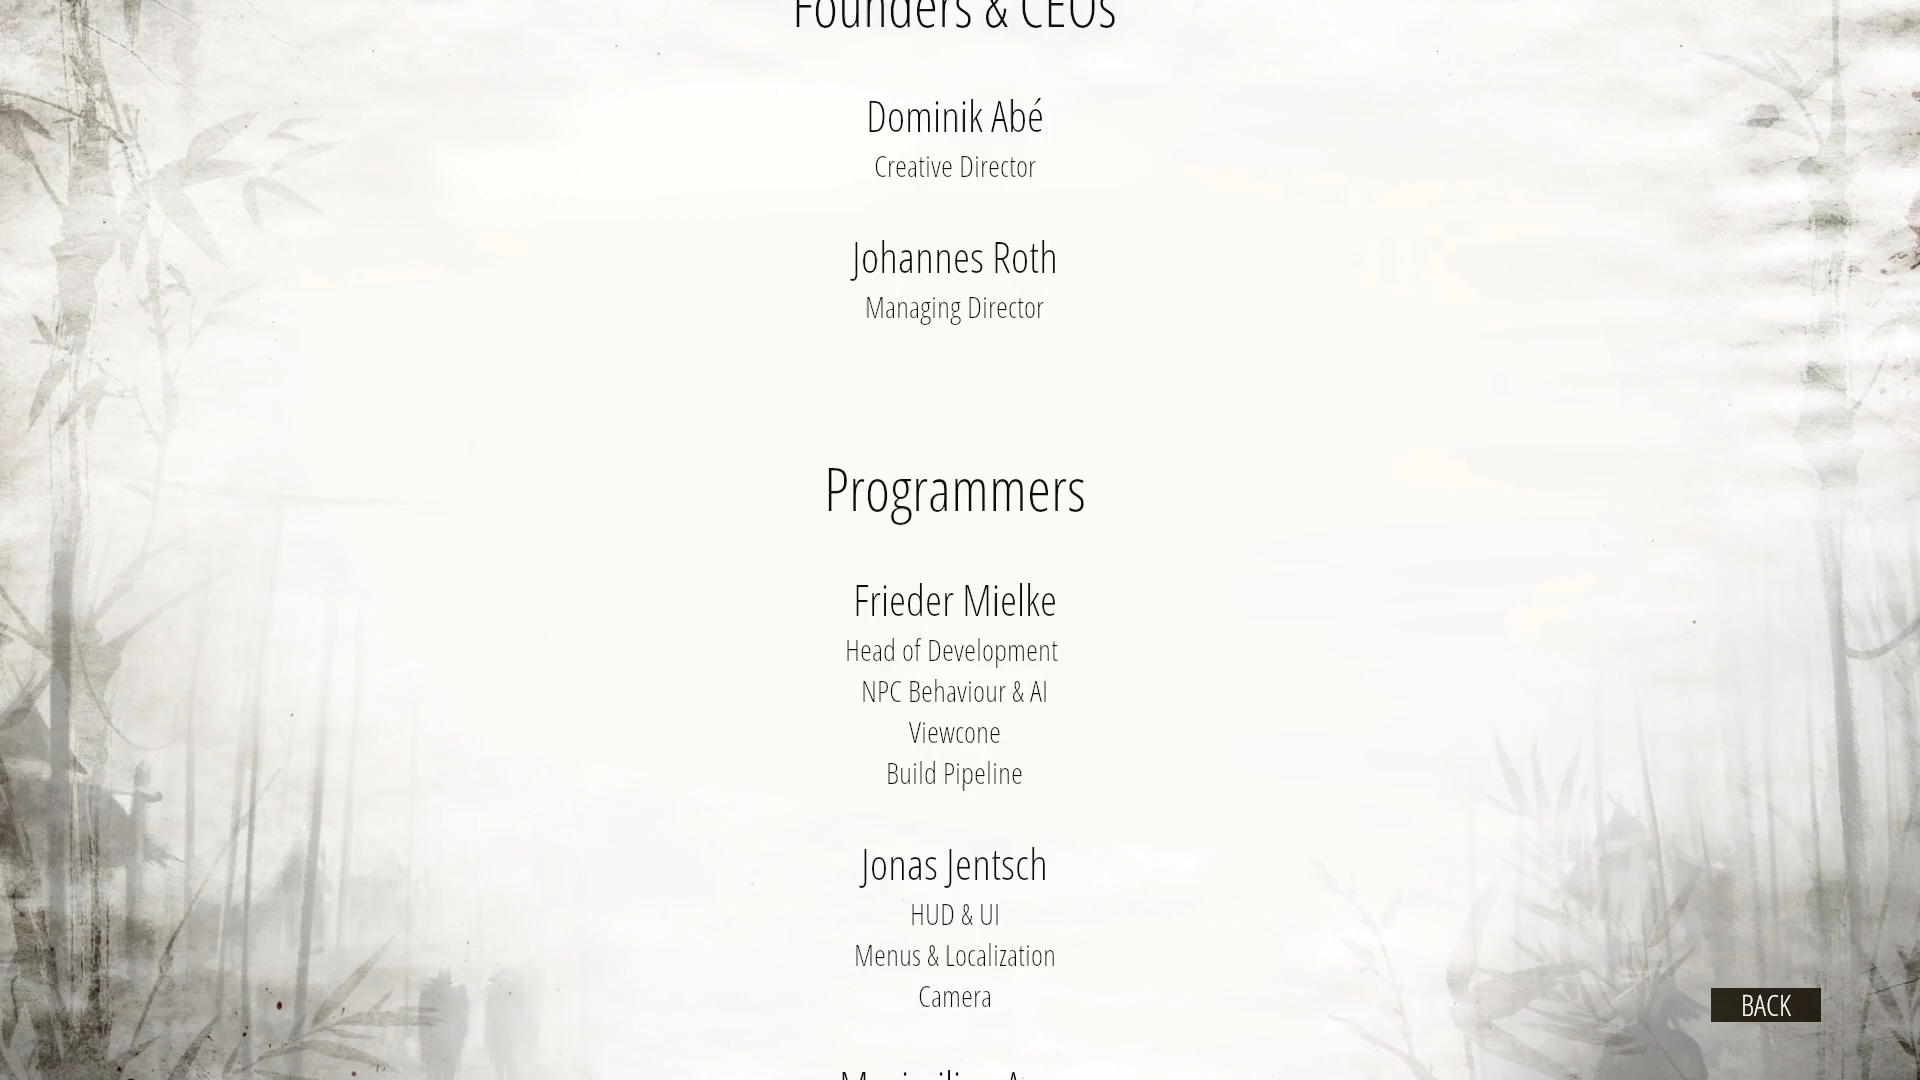 Founders & CEOs
Dominik Abé
Creative Director
Johannes Roth
Managing Director
Programmers
Frieder Mielke
Head of Development
NPC Behaviour & AI
Viewcone
Build Pipeline
Jonas Jentsch
HUD & UI
Menus & Localization
Camera
BACK